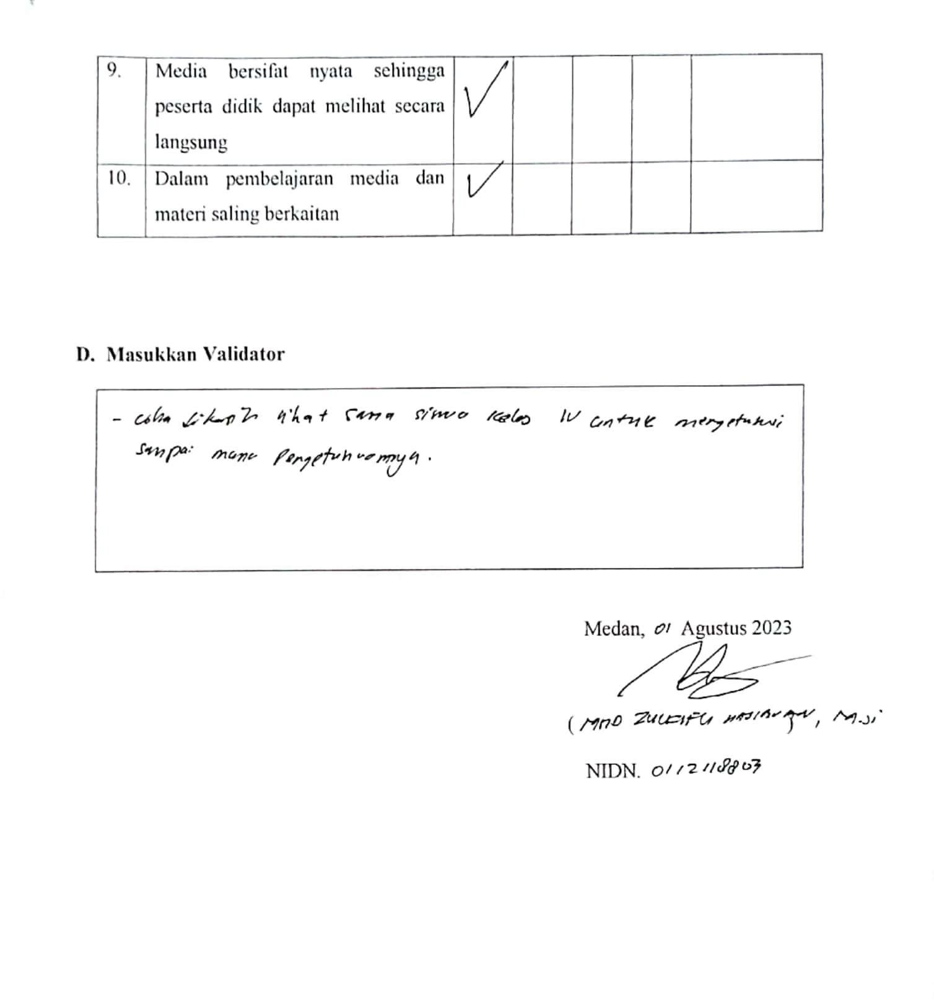 9. Media bersifat nyata sehingga
peserta didik dapat melihat secara
langsung
10. Dalam pembelajaran media dan
materi saling berkaitan
D. Masukkan Validator
- coba lihat sama siswa kelas IV untuk mengetahui
sampai mana pengetahuannya.
Medan, 01 Agustus 2023
(MHD ZULKIFLI HASIBUAN, M.Si
NIDN. 0112118803